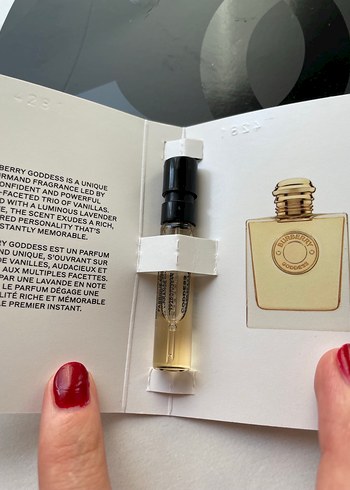 BERRY GODDESS IS A UNIQUE
URMAND FRAGRANCE LED BY
CONFIDENT AND POWERFUL
-FACETED TRIO OF VANILLAS.
D WITH A LUMINOUS LAVENDER
E, THE SCENT EXUDES A RICH,
RED PERSONALITY THAT'S
STANTLY MEMORABLE.
RY GODDESS EST UN PARFUM
ND UNIQUE, S'OUVRANT SUR
DE VANILLES, AUDACIEUX ET
AUX MULTIPLES FACETTES.
PAR UNE LAVANDE EN NOTE
LE PARFUM DÉGAGE UNE
LITÉ RICHE ET MÉMORABLE
LE PREMIER INSTANT.
BURBERRY
GODDESS